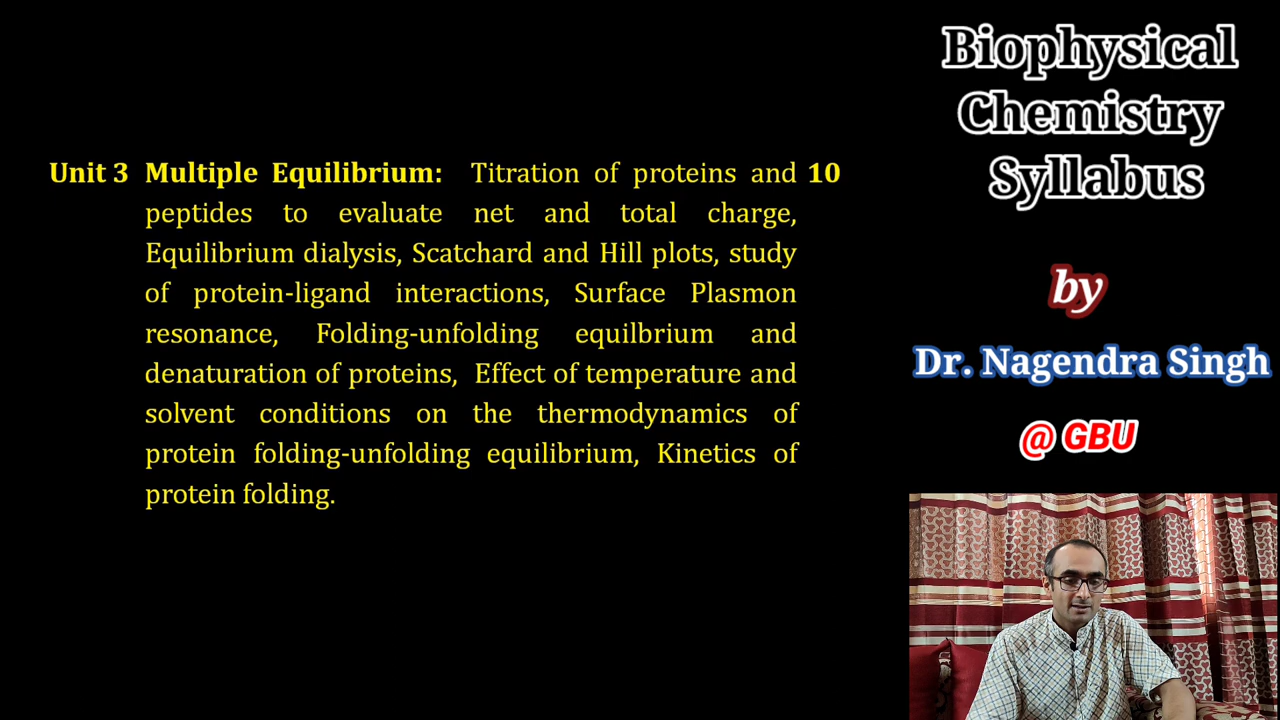 Unit 3 Multiple Equilibrium: Titration of proteins and 10
peptides to evaluate net and total charge,
Equilibrium dialysis, Scatchard and Hill plots, study
of protein-ligand interactions, Surface Plasmon
resonance, Folding-unfolding equilbrium and
denaturation of proteins, Effect of temperature and
solvent conditions on the thermodynamics of
protein folding-unfolding equilibrium, Kinetics of
protein folding.
Biophysical
Chemistry
Syllabus
by
Dr. Nagendra Singh
@ GBU